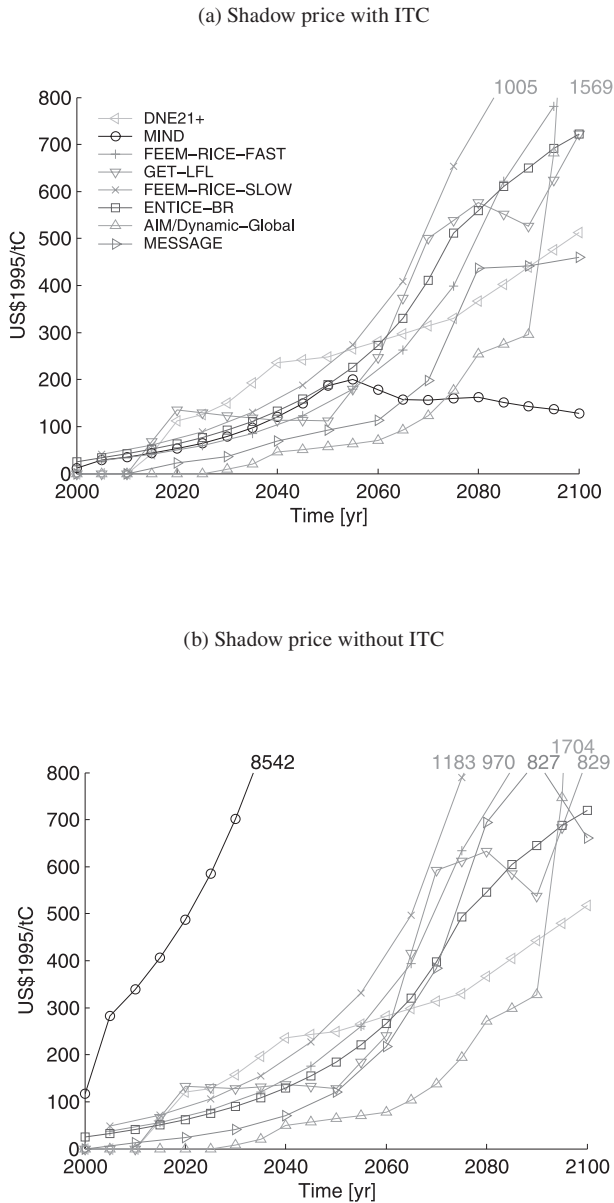 (a) Shadow price with ITC
1005 1569
800
700
600
500
400
300
200
100
0
US$1995/tC
DNE21+
MIND
FEEM−RICE−FAST
GET−LFL
FEEM−RICE−SLOW
ENTICE−BR
AIM/Dynamic−Global
MESSAGE
2000 2020 2040 2060 2080 2100
Time [yr]
(b) Shadow price without ITC
1704
8542 1183 970 827 829
800
700
600
500
400
300
200
100
0
US$1995/tC
2000 2020 2040 2060 2080 2100
Time [yr]